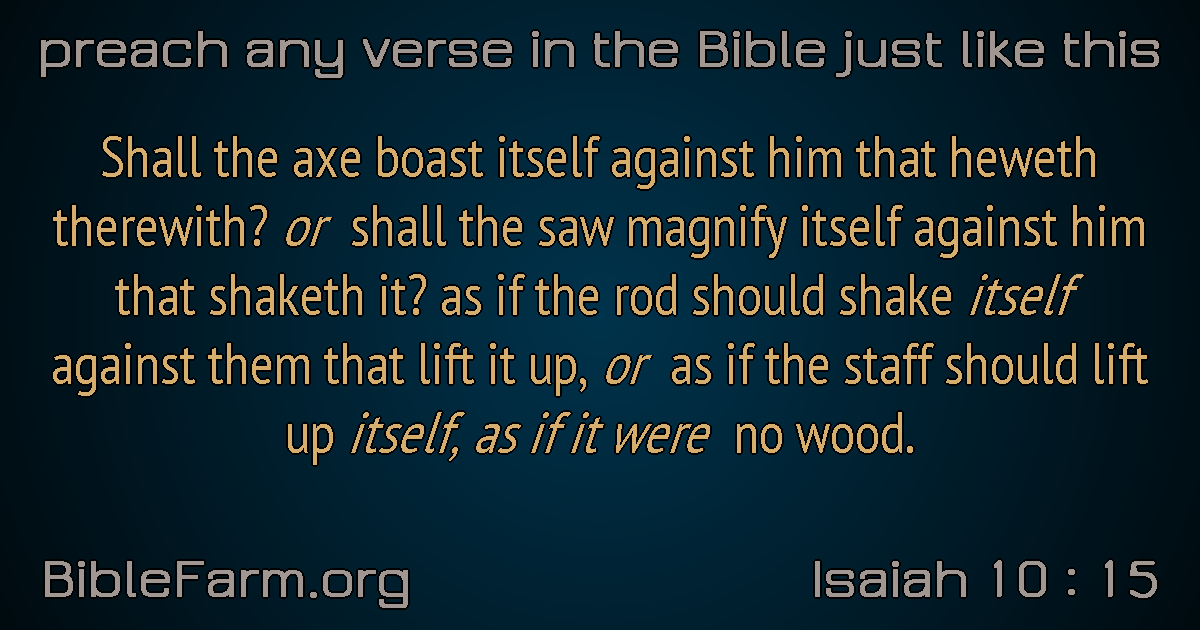 preach any verse in the Bible just like this
Shall the axe boast itself against him that heweth
therewith? or shall the saw magnify itself against him
that shaketh it? as if the rod should shake itself
against them that lift it up, or as if the staff should lift
up itself, as if it were no wood.
BibleFarm.org
Isaiah 10 : 15